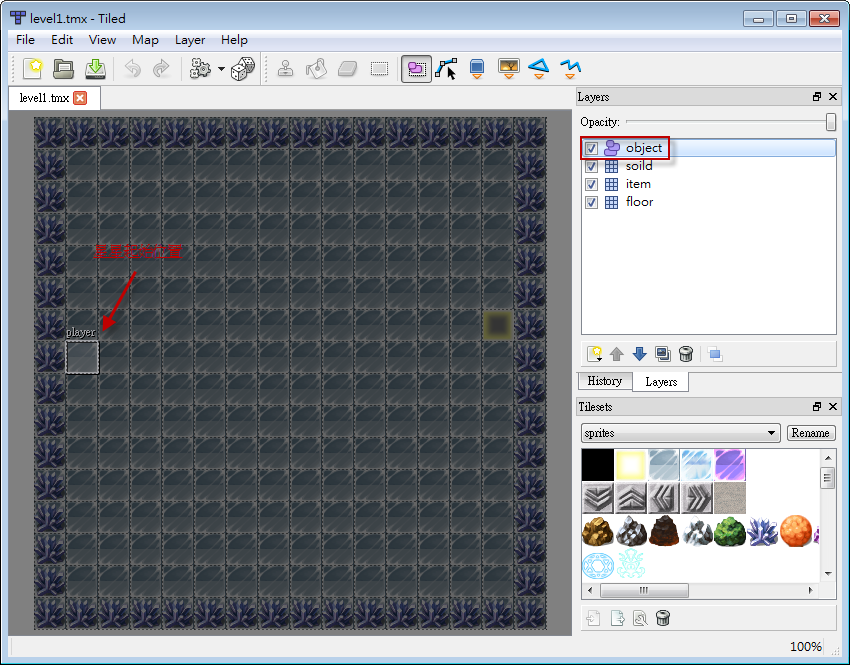 level1.tmx - Tiled
File Edit View Map Layer Help
level1.tmx
Layers
Opacity:
object
soild
item
floor
player
History Layers
Tilesets
sprites Rename
100%